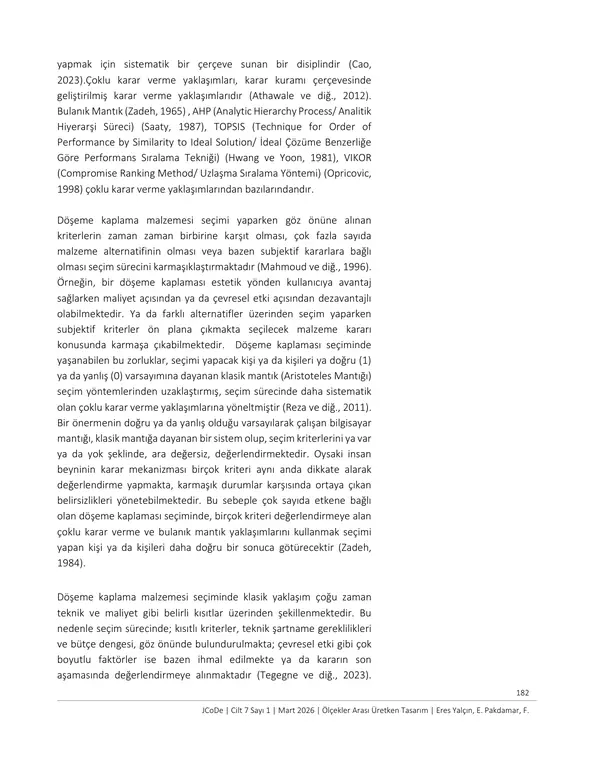 yapmak için sistematik bir çerçeve sunan bir disiplindir (Cao,
2023).Çoklu karar verme yaklaşımları, karar kuramı çerçevesinde
geliştirilmiş karar verme yaklaşımlarıdır (Athawale ve diğ., 2012).
Bulanık Mantık (Zadeh, 1965) , AHP (Analytic Hierarchy Process/ Analitik
Hiyerarşi Süreci) (Saaty, 1987), TOPSIS (Technique for Order of
Performance by Similarity to Ideal Solution/ İdeal Çözüme Benzerliğe
Göre Performans Sıralama Tekniği) (Hwang ve Yoon, 1981), VIKOR
(Compromise Ranking Method/ Uzlaşma Sıralama Yöntemi) (Opricovic,
1998) çoklu karar verme yaklaşımlarından bazılarındandır.
Döşeme kaplama malzemesi seçimi yaparken göz önüne alınan
kriterlerin zaman zaman birbirine karşıt olması, çok fazla sayıda
malzeme alternatifinin olması veya bazen subjektif kararlara bağlı
olması seçim sürecini karmaşıklaştırmaktadır (Mahmoud ve diğ., 1996).
Örneğin, bir döşeme kaplaması estetik yönden kullanıcıya avantaj
sağlarken maliyet açısından ya da çevresel etki açısından dezavantajlı
olabilmektedir. Ya da farklı alternatifler üzerinden seçim yaparken
subjektif kriterler ön plana çıkmakta seçilecek malzeme kararı
konusunda karmaşa çıkabilmektedir.  Döşeme kaplaması seçiminde
yaşanabilen bu zorluklar, seçimi yapacak kişi ya da kişileri ya doğru (1)
ya da yanlış (0) varsayımına dayanan klasik mantık (Aristoteles Mantığı)
seçim yöntemlerinden uzaklaştırmış, seçim sürecinde daha sistematik
olan çoklu karar verme yaklaşımlarına yöneltmiştir (Reza ve diğ., 2011).
Bir önermenin doğru ya da yanlış olduğu varsayılarak çalışan bilgisayar
mantığı, klasik mantığa dayanan bir sistem olup, seçim kriterlerini ya var
ya da yok şeklinde, ara değersiz, değerlendirmektedir. Oysaki insan
beyninin karar mekanizması birçok kriteri aynı anda dikkate alarak
değerlendirme yapmakta, karmaşık durumlar karşısında ortaya çıkan
belirsizlikleri yönetebilmektedir. Bu sebeple çok sayıda etkene bağlı
olan döşeme kaplaması seçiminde, birçok kriteri değerlendirmeye alan
çoklu karar verme ve bulanık mantık yaklaşımlarını kullanmak seçimi
yapan kişi ya da kişileri daha doğru bir sonuca götürecektir (Zadeh,
1984).
Döşeme kaplama malzemesi seçiminde klasik yaklaşım çoğu zaman
teknik ve maliyet gibi belirli kısıtlar üzerinden şekillenmektedir. Bu
nedenle seçim sürecinde; kısıtlı kriterler, teknik şartname gereklilikleri
ve bütçe dengesi, göz önünde bulundurulmakta; çevresel etki gibi çok
boyutlu faktörler ise bazen ihmal edilmekte ya da kararın son
aşamasında değerlendirmeye alınmaktadır (Tegegne ve diğ., 2023).
182
JCoDe | Cilt 7 Sayı 1 | Mart 2026 | Ölçekler Arası Üretken Tasarım | Eres Yalçın, E. Pakdamar, F.